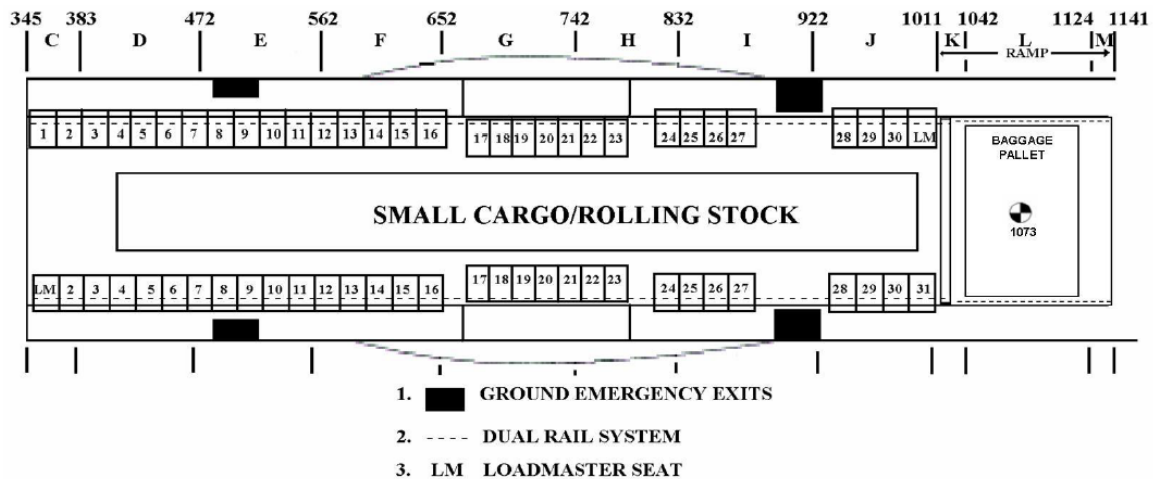 345 383 472 562 652 742 832 922 1011 1042 1124 1141
C D E F G H I J K L M
RAMP
1 2 3 4 5 6 7 8 9 10 11 12 13 14 15 16 17 18 19 20 21 22 23 24 25 26 27 28 29 30 LM
BAGGAGE
PALLET
SMALL CARGO/ROLLING STOCK
1073
LM 2 3 4 5 6 7 8 9 10 11 12 13 14 15 16 17 18 19 20 21 22 23 24 25 26 27 28 29 30 31
1. GROUND EMERGENCY EXITS
2. ---- DUAL RAIL SYSTEM
3. LM LOADMASTER SEAT